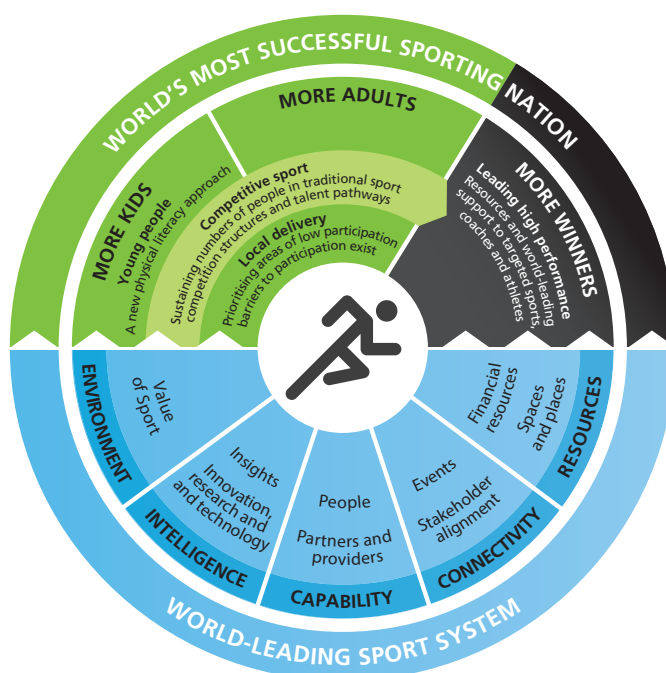 WORLD'S MOST SUCCESSFUL SPORTING NATION
MORE KIDS
Young people
A new physical literacy approach
MORE ADULTS
Competitive sport
Sustaining numbers of people in traditional sport
competition structures and talent pathways
Local delivery
Prioritising areas of low participation
barriers to participation exist
MORE WINNERS
Leading high performance
Resources and world-leading
support to targeted sports,
coaches and athletes
ENVIRONMENT
Value
of Sport
INTELLIGENCE
Insights
Innovation,
research and
and technology
CAPABILITY
People
Partners and
providers
CONNECTIVITY
Events
Stakeholder
alignment
RESOURCES
Financial
resources
Spaces
and places
WORLD-LEADING SPORT SYSTEM